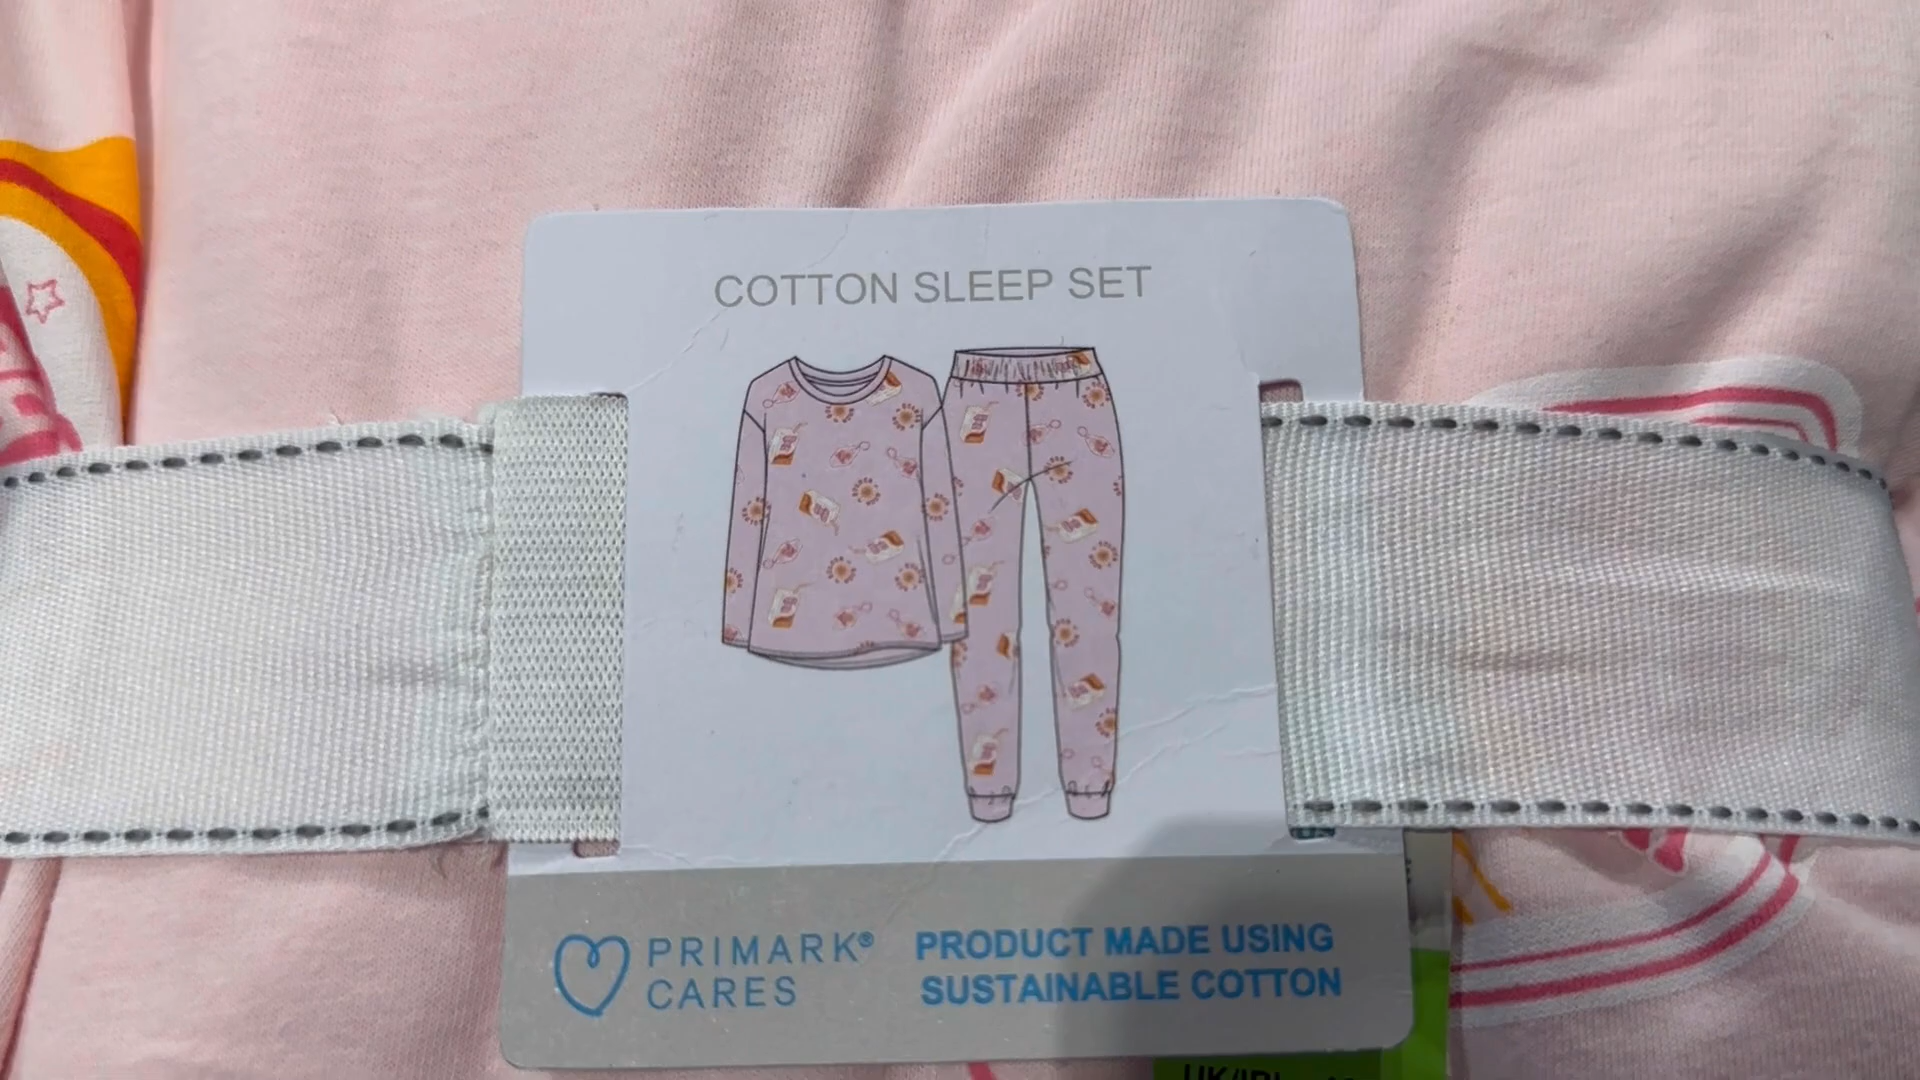 COTTON SLEEP SET
PRIMARK®
CARES
PRODUCT MADE USING
SUSTAINABLE COTTON